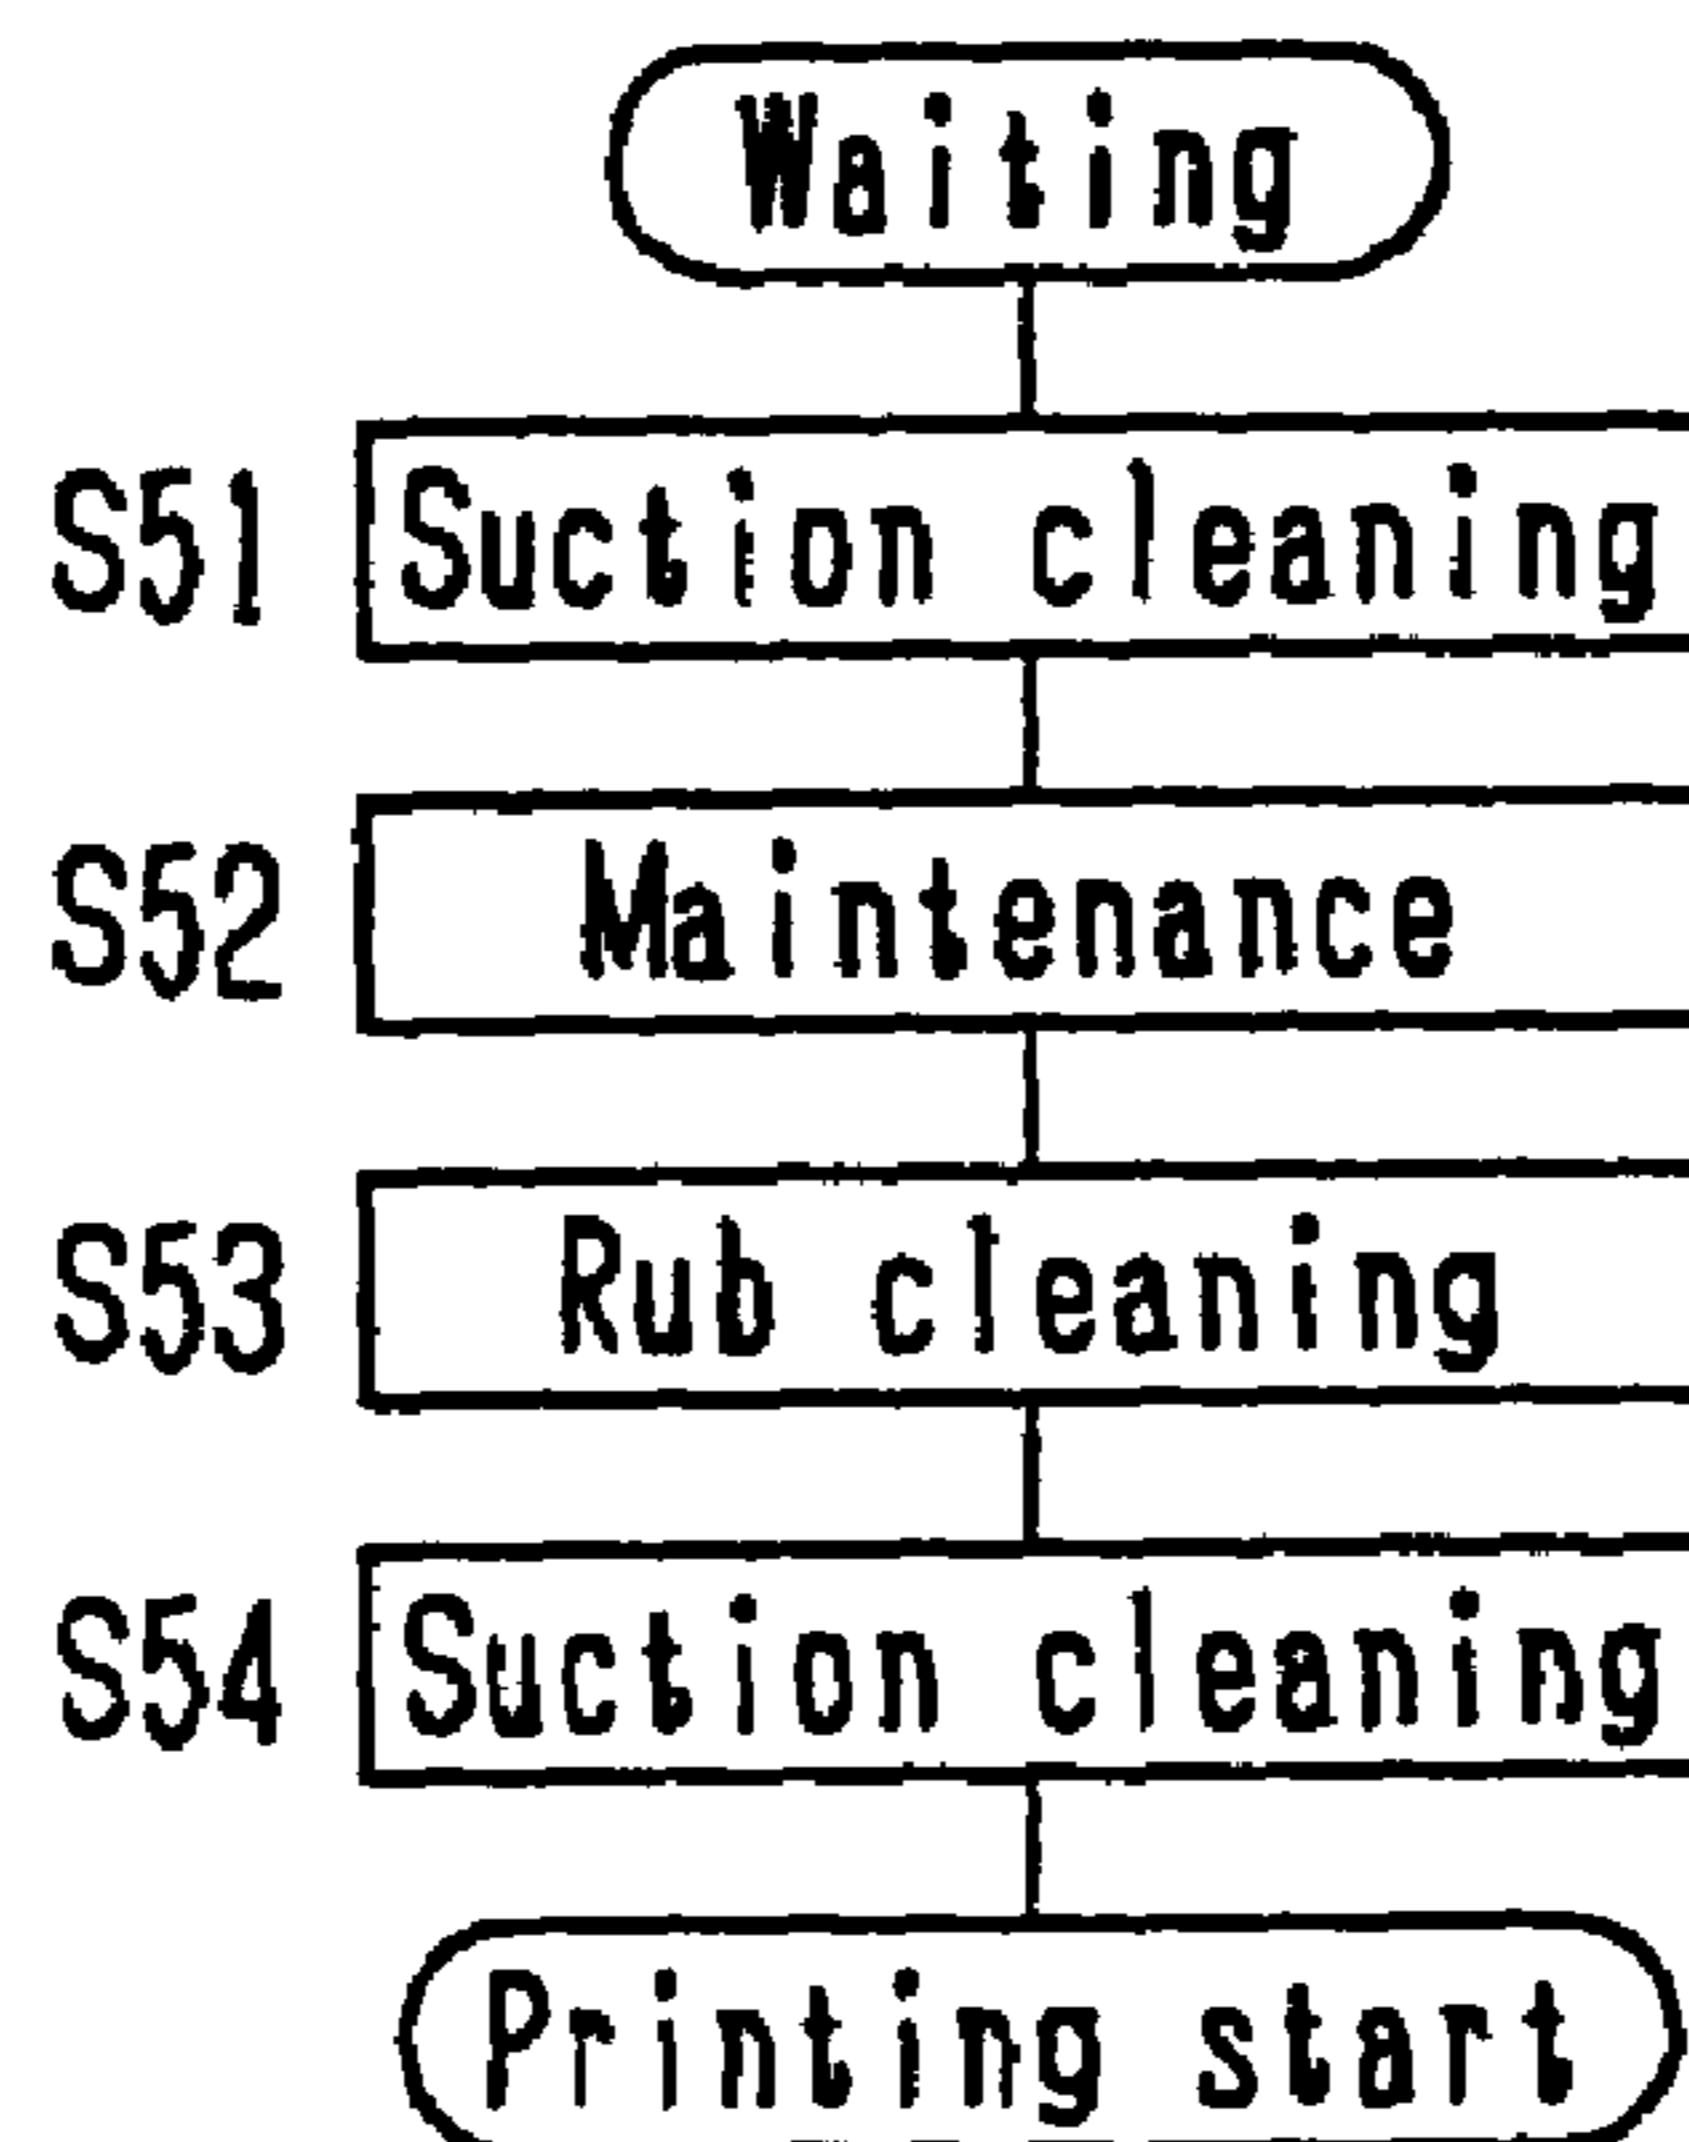 Waiting
S51 Suction cleaning
S52 Maintenance
S53 Rub cleaning
S54 Suction cleaning
Printing start